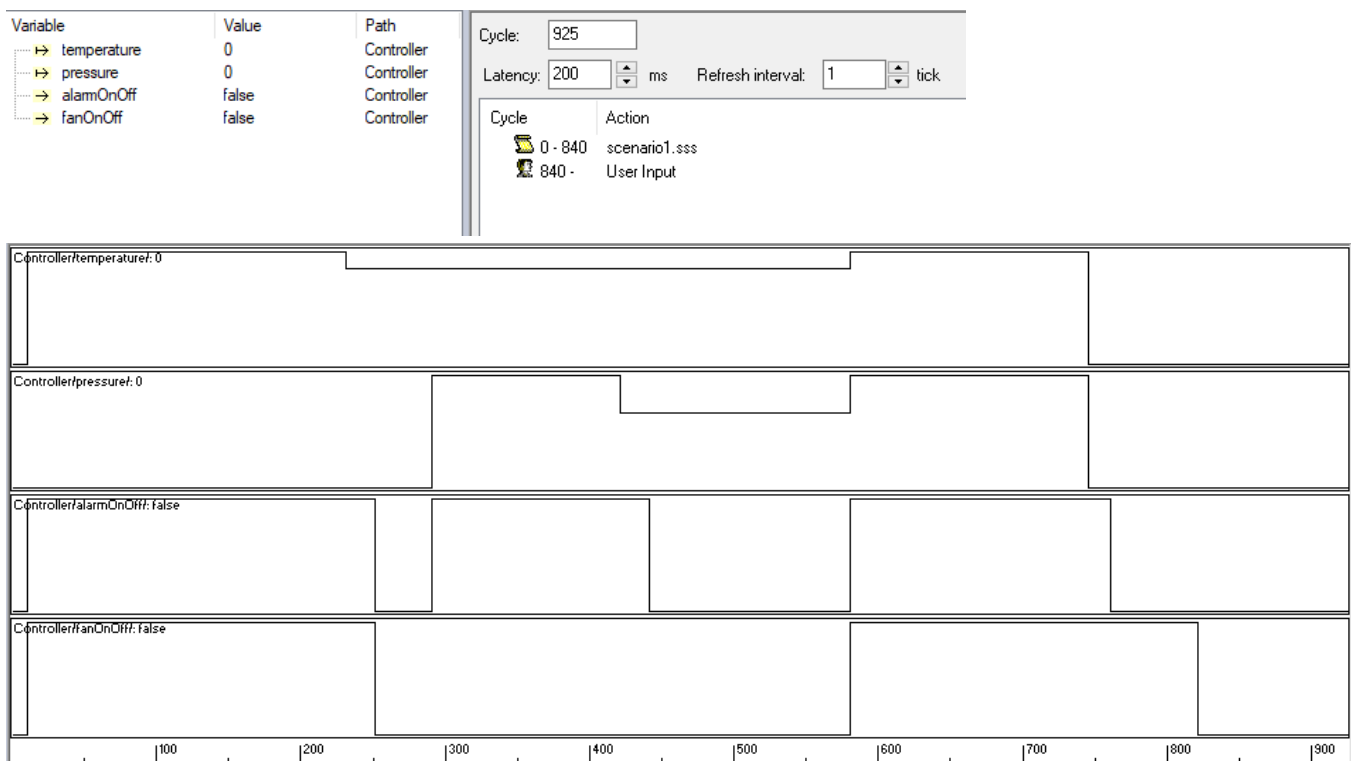 Variable Value Path
temperature 0 Controller
pressure 0 Controller
alarmOnOff false Controller
fanOnOff false Controller
Cycle: 925
Latency: 200 ms Refresh interval: 1 tick
Cycle Action
0 - 840 scenario1.sss
840 - User Input
Controller/temperature/: 0
Controller/pressure/: 0
Controller/alarmOnOff/: false
Controller/fanOnOff/: false
100 200 300 400 500 600 700 800 900